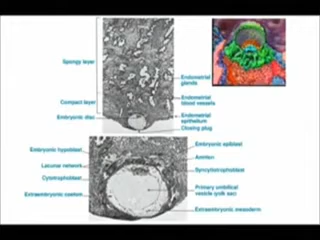 Spongy layer
Endometrial
glands
Compact layer
Endometrial
blood vessels
Embryonic disc
Endometrial
epithelium
Closing plug
Embryonic hypoblast
Embryonic epiblast
Lacunar network
Amnion
Cytotrophoblast
Syncytiotrophoblast
Primary umbilical
vesicle (yolk sac)
Extraembryonic coelom
Extraembryonic mesoderm